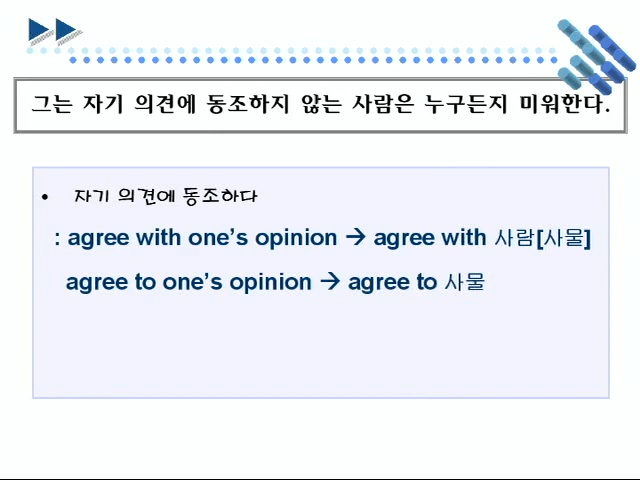 그는 자기 의견에 동조하지 않는 사람은 누구든지 미워한다.
• 자기 의견에 동조하다
: agree with one’s opinion → agree with 사람[사물]
agree to one’s opinion → agree to 사물